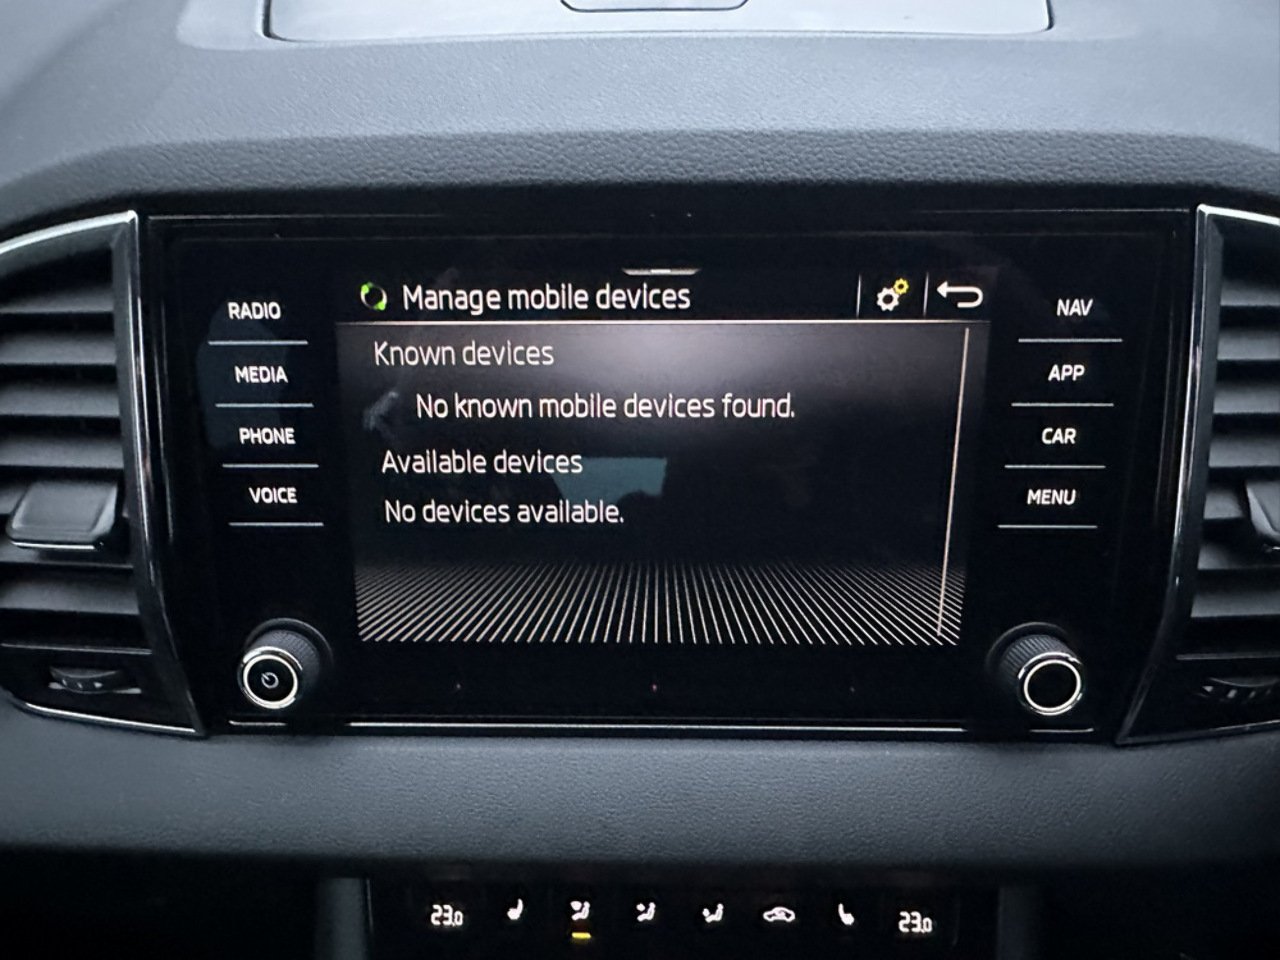 Manage mobile devices
RADIO
MEDIA
PHONE
VOICE
Known devices
No known mobile devices found.
Available devices
No devices available.
NAV
APP
CAR
MENU
23.0
23.0